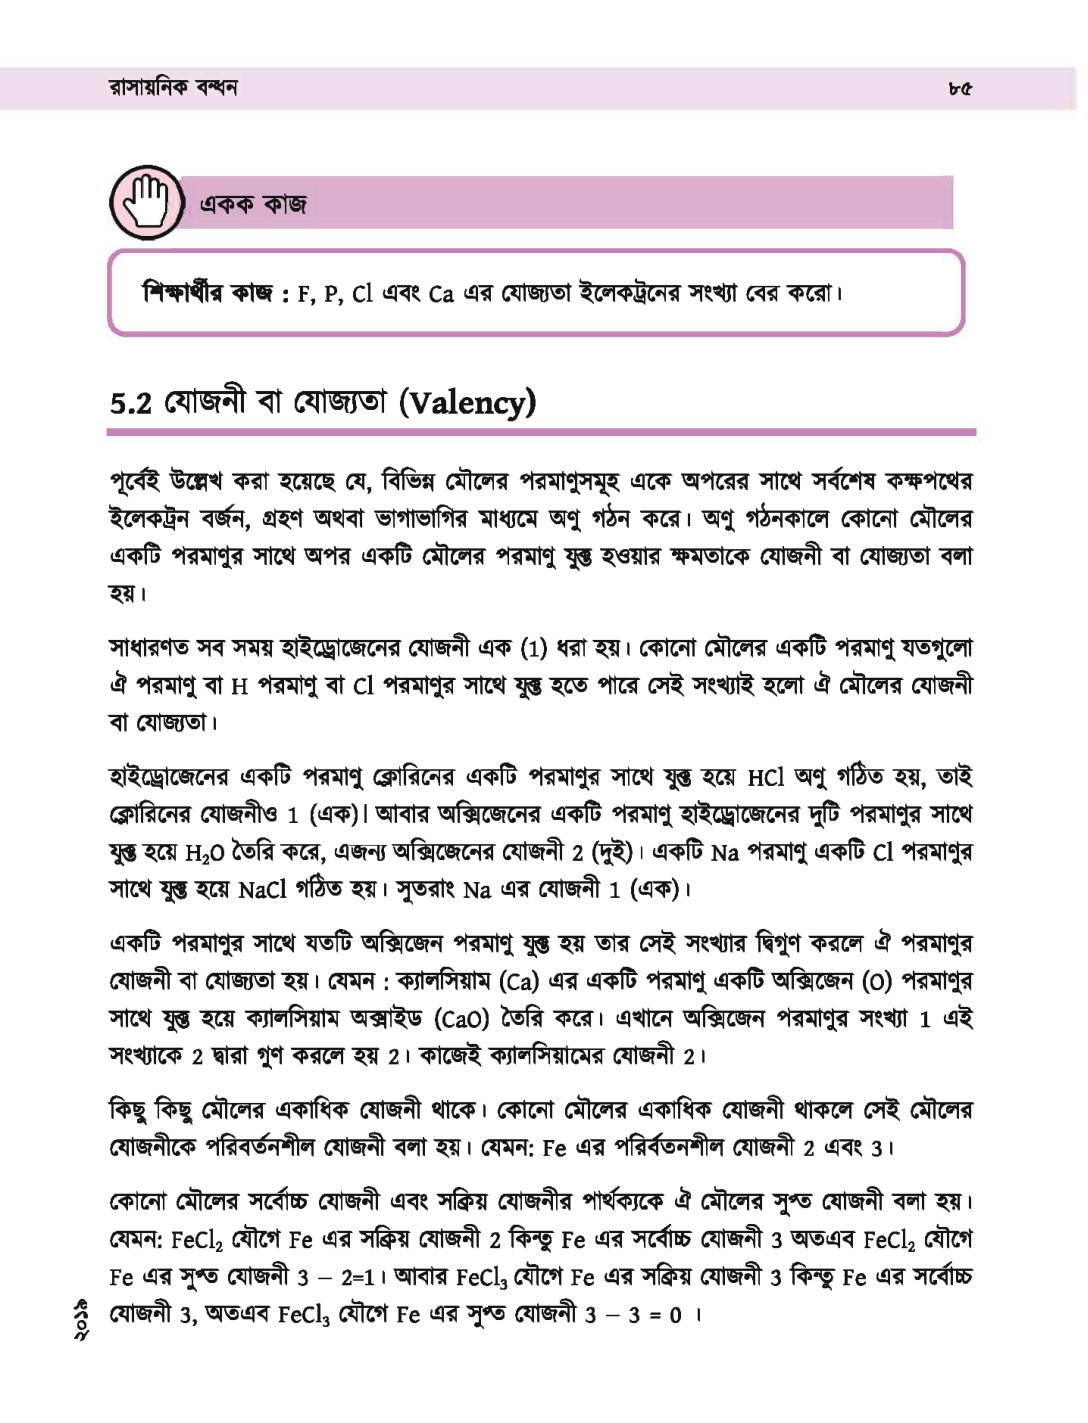 রাসায়নিক বন্ধন ৮৫
একক কাজ
শিক্ষার্থীর কাজ : F, P, Cl এবং Ca এর যোজ্যতা ইলেকট্রনের সংখ্যা বের করো।
5.2 যোজনী বা যোজ্যতা (Valency)
পূর্বেই উল্লেখ করা হয়েছে যে, বিভিন্ন মৌলের পরমাণুসমূহ একে অপরের সাথে সর্বশেষ কক্ষপথের
ইলেকট্রন বর্জন, গ্রহণ অথবা ভাগাভাগির মাধ্যমে অণু গঠন করে। অণু গঠনকালে কোনো মৌলের
একটি পরমাণুর সাথে অপর একটি মৌলের পরমাণু যুক্ত হওয়ার ক্ষমতাকে যোজনী বা যোজ্যতা বলা
হয়।
সাধারণত সব সময় হাইড্রোজেনের যোজনী এক (1) ধরা হয়। কোনো মৌলের একটি পরমাণু যতগুলো
ঐ পরমাণু বা H পরমাণু বা Cl পরমাণুর সাথে যুক্ত হতে পারে সেই সংখ্যাই হলো ঐ মৌলের যোজনী
বা যোজ্যতা।
হাইড্রোজেনের একটি পরমাণু ক্লোরিনের একটি পরমাণুর সাথে যুক্ত হয়ে HCl অণু গঠিত হয়, তাই
ক্লোরিনের যোজনীও 1 (এক)। আবার অক্সিজেনের একটি পরমাণু হাইড্রোজেনের দুটি পরমাণুর সাথে
যুক্ত হয়ে H₂O তৈরি করে, এজন্য অক্সিজেনের যোজনী 2 (দুই)। একটি Na পরমাণু একটি Cl পরমাণুর
সাথে যুক্ত হয়ে NaCl গঠিত হয়। সুতরাং Na এর যোজনী 1 (এক)।
একটি পরমাণুর সাথে যতটি অক্সিজেন পরমাণু যুক্ত হয় তার সেই সংখ্যার দ্বিগুণ করলে ঐ পরমাণুর
যোজনী বা যোজ্যতা হয়। যেমন : ক্যালসিয়াম (Ca) এর একটি পরমাণু একটি অক্সিজেন (O) পরমাণুর
সাথে যুক্ত হয়ে ক্যালসিয়াম অক্সাইড (CaO) তৈরি করে। এখানে অক্সিজেন পরমাণুর সংখ্যা 1 এই
সংখ্যাকে 2 দ্বারা গুণ করলে হয় 2। কাজেই ক্যালসিয়ামের যোজনী 2।
কিছু কিছু মৌলের একাধিক যোজনী থাকে। কোনো মৌলের একাধিক যোজনী থাকলে সেই মৌলের
যোজনীকে পরিবর্তনশীল যোজনী বলা হয়। যেমন: Fe এর পরির্বতনশীল যোজনী 2 এবং 3।
কোনো মৌলের সর্বোচ্চ যোজনী এবং সক্রিয় যোজনীর পার্থক্যকে ঐ মৌলের সুপ্ত যোজনী বলা হয়।
যেমন: FeCl₂ যৌগে Fe এর সক্রিয় যোজনী 2 কিন্তু Fe এর সর্বোচ্চ যোজনী 3 অতএব FeCl₂ যৌগে
Fe এর সুপ্ত যোজনী 3 – 2=1। আবার FeCl₃ যৌগে Fe এর সক্রিয় যোজনী 3 কিন্তু Fe এর সর্বোচ্চ
যোজনী 3, অতএব FeCl₃ যৌগে Fe এর সুপ্ত যোজনী 3 – 3 = 0 ।
২০১৯